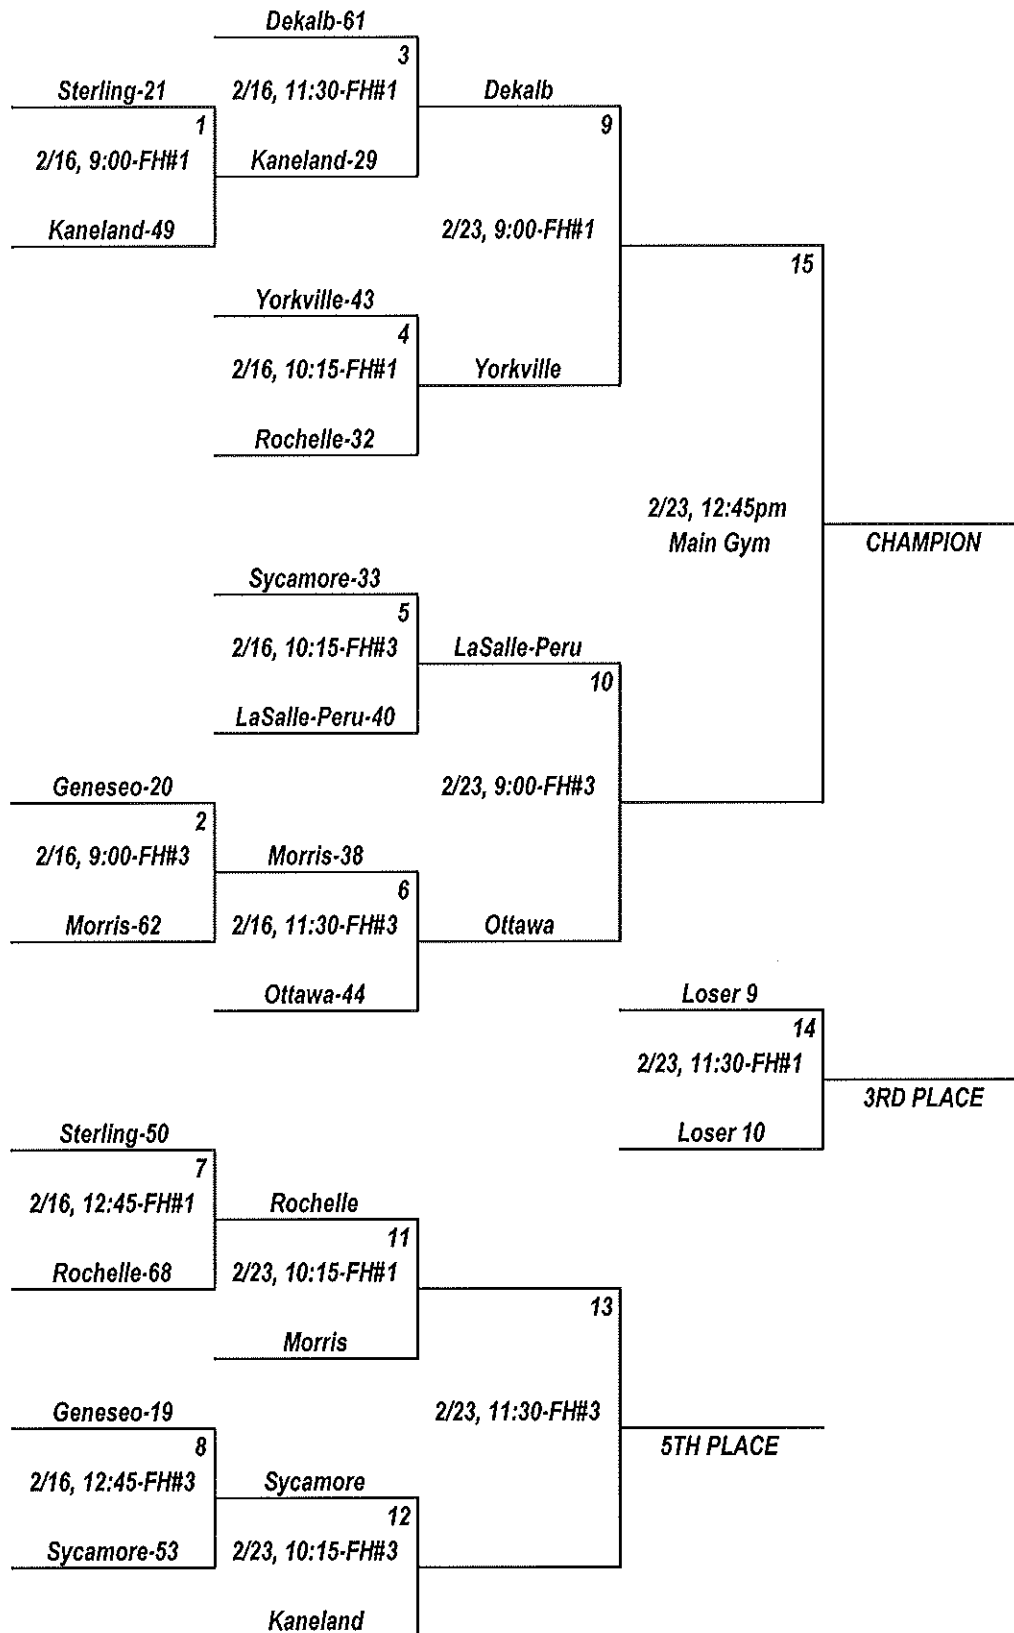 Dekalb-61
3
Sterling-21
2/16, 11:30-FH#1
Dekalb
1
9
2/16, 9:00-FH#1
Kaneland-29
Kaneland-49
2/23, 9:00-FH#1
15
Yorkville-43
4
2/16, 10:15-FH#1
Yorkville
Rochelle-32
2/23, 12:45pm
Main Gym
CHAMPION
Sycamore-33
5
2/16, 10:15-FH#3
LaSalle-Peru
10
LaSalle-Peru-40
Geneseo-20
2/23, 9:00-FH#3
2
2/16, 9:00-FH#3
Morris-38
6
Morris-62
2/16, 11:30-FH#3
Ottawa
Ottawa-44
Loser 9
14
2/23, 11:30-FH#1
3RD PLACE
Sterling-50
Loser 10
7
2/16, 12:45-FH#1
Rochelle
11
Rochelle-68
2/23, 10:15-FH#1
13
Morris
Geneseo-19
2/23, 11:30-FH#3
8
5TH PLACE
2/16, 12:45-FH#3
Sycamore
12
Sycamore-53
2/23, 10:15-FH#3
Kaneland